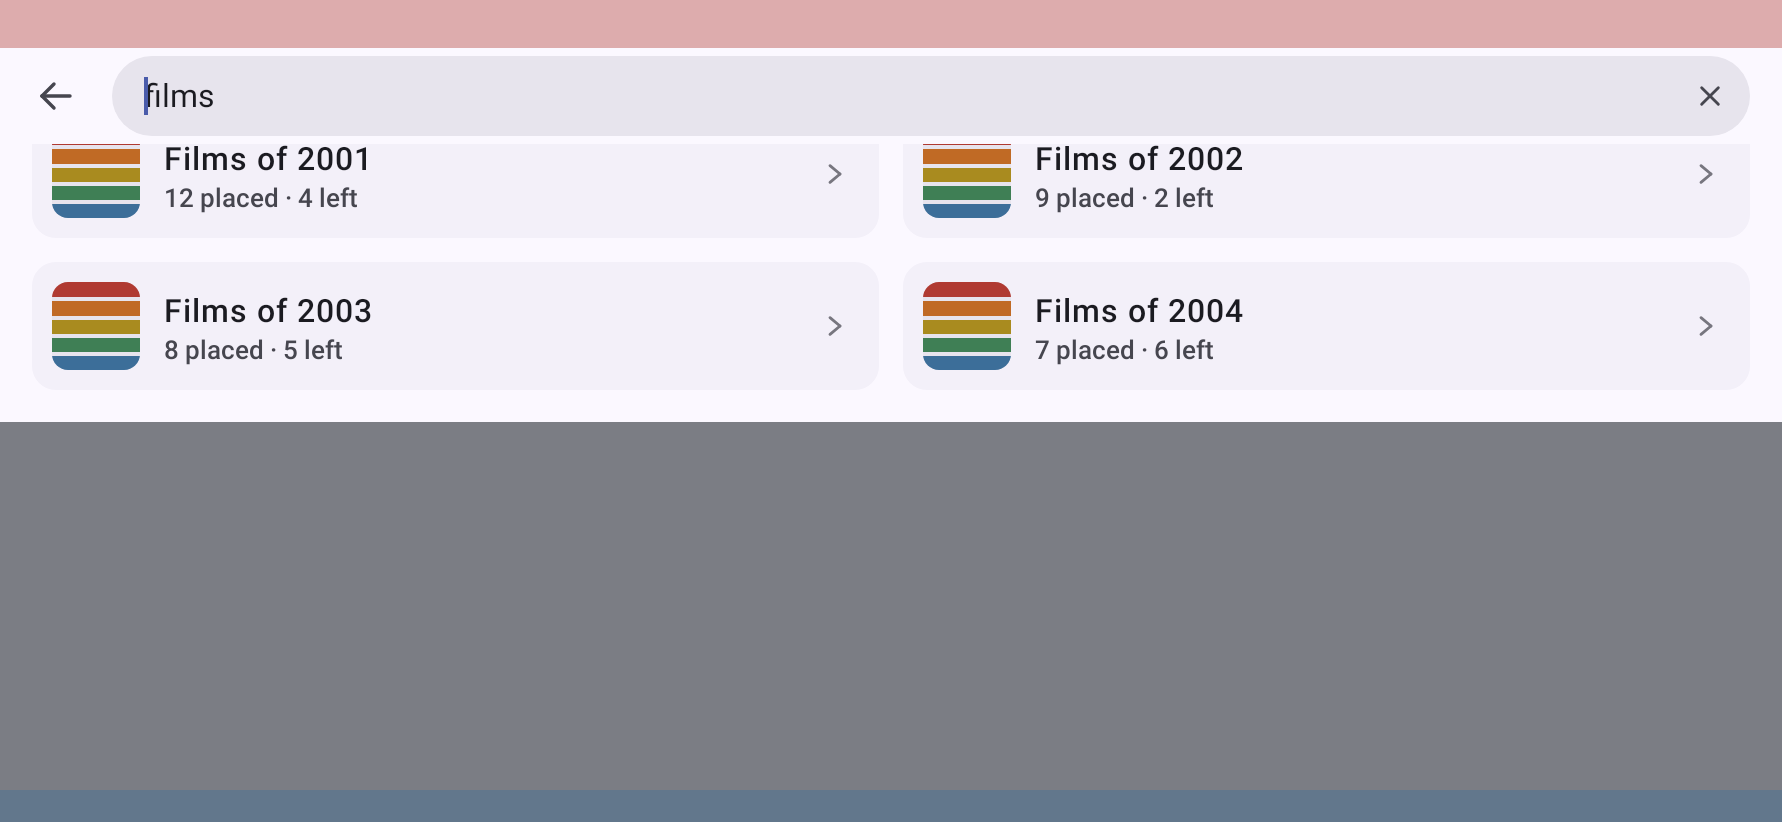 films
Films of 2001
12 placed · 4 left
Films of 2002
9 placed · 2 left
Films of 2003
8 placed · 5 left
Films of 2004
7 placed · 6 left